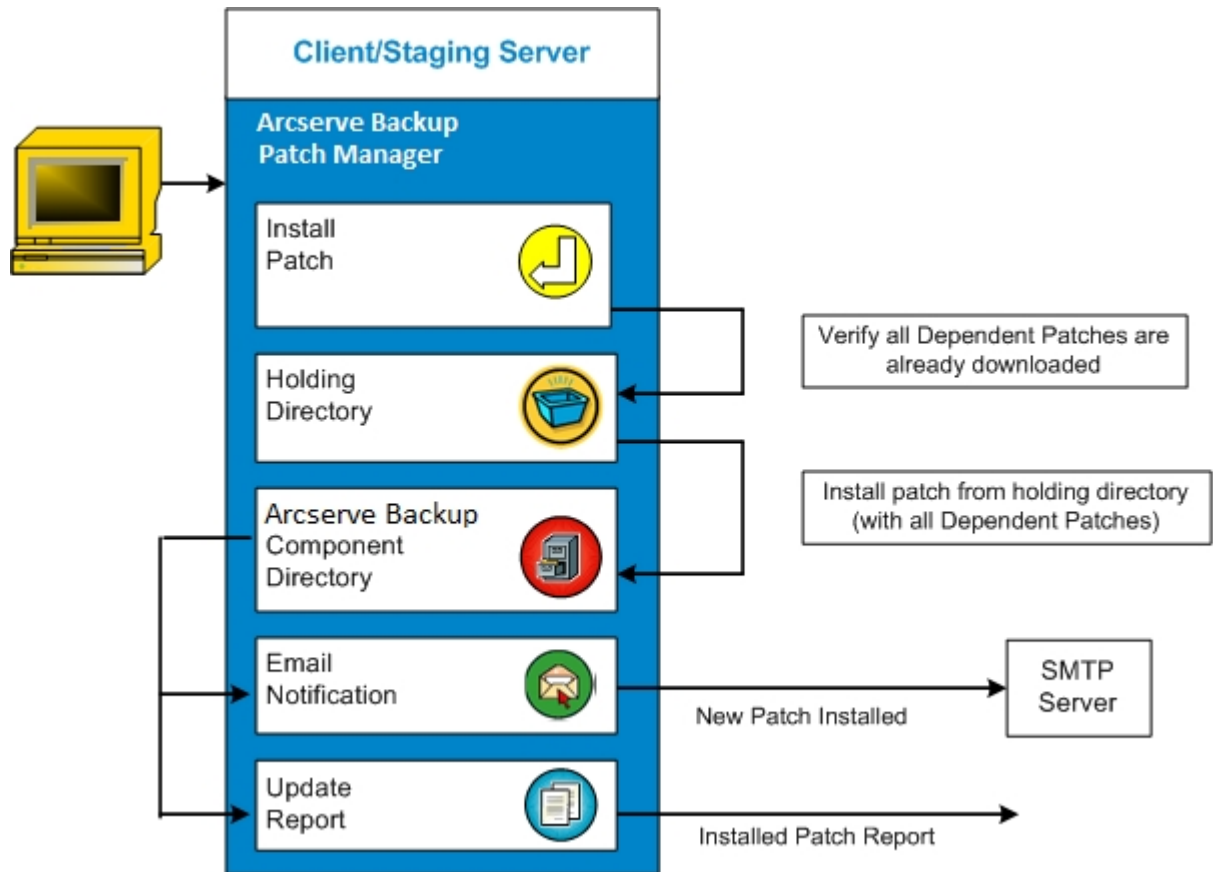 Client/Staging Server
Arcserve Backup
Patch Manager
Install
Patch
Verify all Dependent Patches are
already downloaded
Holding
Directory
Install patch from holding directory
(with all Dependent Patches)
Arcserve Backup
Component
Directory
Email
Notification
New Patch Installed
SMTP
Server
Update
Report
Installed Patch Report